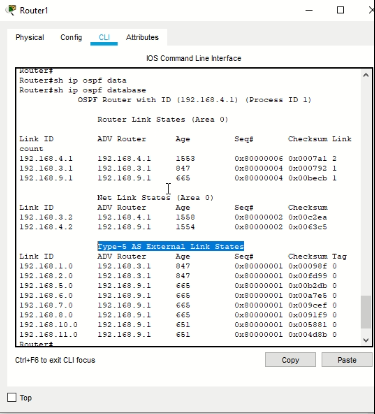 Router1
Physical Config CLI Attributes
IOS Command Line Interface
Router#
Router#sh ip ospf data
Router#sh ip ospf database
OSPF Router with ID (192.168.4.1) (Process ID 1)
Router Link States (Area 0)
Link ID ADV Router Age Seq# Checksum Link
count
192.168.4.1 192.168.4.1 1553 0x80000006 0x0007a1 2
192.168.3.1 192.168.3.1 847 0x80000004 0x000792 1
192.168.9.1 192.168.9.1 665 0x80000004 0x00becb 1
Net Link States (Area 0)
Link ID ADV Router Age Seq# Checksum
192.168.3.2 192.168.4.1 1558 0x80000002 0x00c2ea
192.168.4.2 192.168.9.1 1554 0x80000002 0x0063c5
Type-5 AS External Link States
Link ID ADV Router Age Seq# Checksum Tag
192.168.1.0 192.168.3.1 847 0x80000001 0x00098f 0
192.168.2.0 192.168.3.1 847 0x80000001 0x00fd99 0
192.168.5.0 192.168.9.1 665 0x80000001 0x00b2db 0
192.168.6.0 192.168.9.1 665 0x80000001 0x00a7e5 0
192.168.7.0 192.168.9.1 665 0x80000001 0x009cef 0
192.168.8.0 192.168.9.1 665 0x80000001 0x0091f9 0
192.168.10.0 192.168.9.1 651 0x80000001 0x005881 0
192.168.11.0 192.168.9.1 651 0x80000001 0x004d8b 0
Router#
Ctrl+F6 to exit CLI focus
Copy Paste
Top